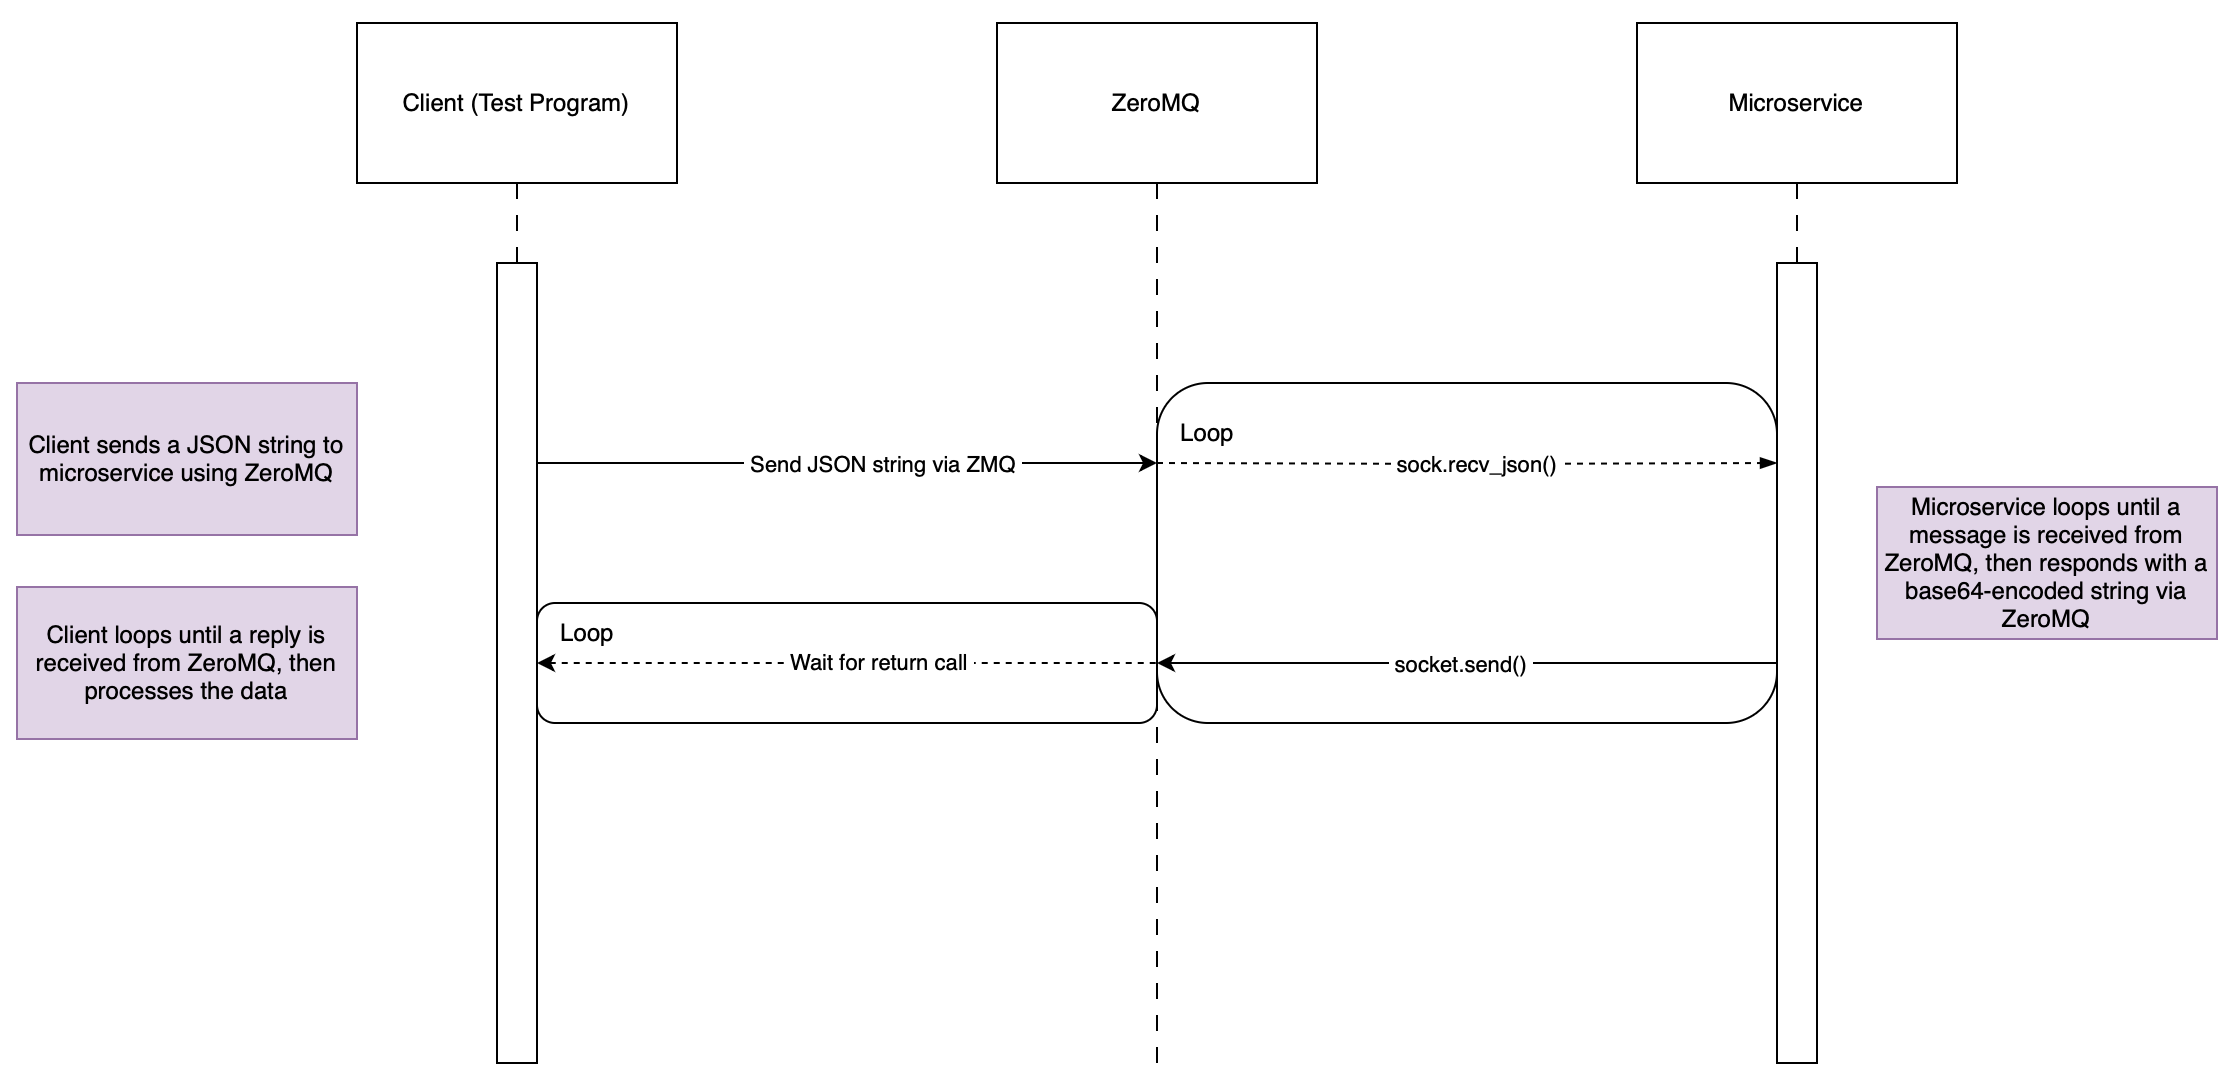 Client (Test Program)
ZeroMQ
Microservice
Client sends a JSON string to
microservice using ZeroMQ
Loop
Send JSON string via ZMQ
sock.recv_json()
Microservice loops until a
message is received from
ZeroMQ, then responds with a
base64-encoded string via
ZeroMQ
Client loops until a reply is
received from ZeroMQ, then
processes the data
Loop
Wait for return call
socket.send()